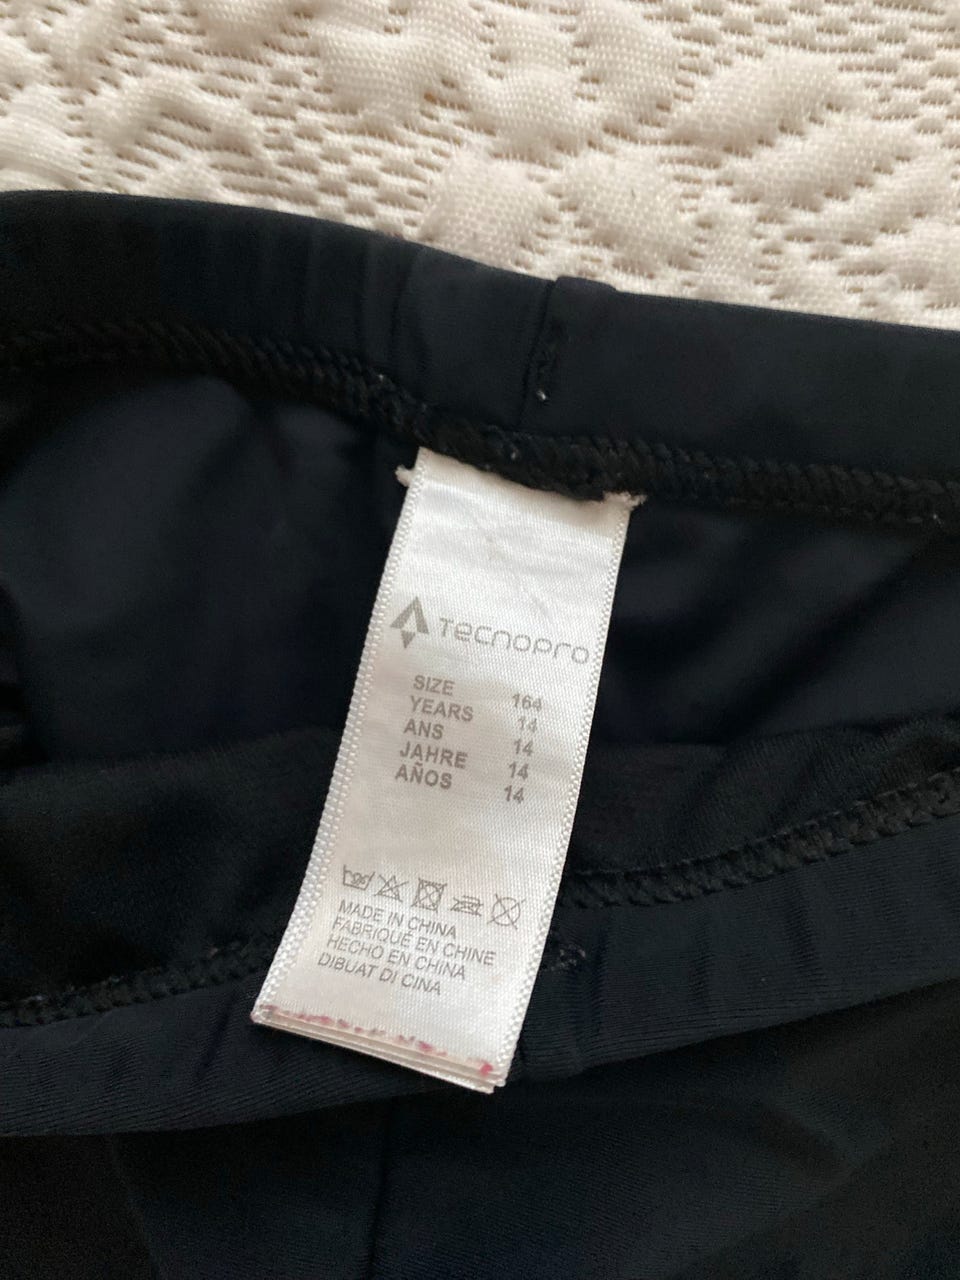 TECNOPRO
SIZE 164
YEARS 14
ANS 14
JAHRE 14
AÑOS 14
MADE IN CHINA
FABRIQUÉ EN CHINE
HECHO EN CHINA
DIBUAT DI CINA